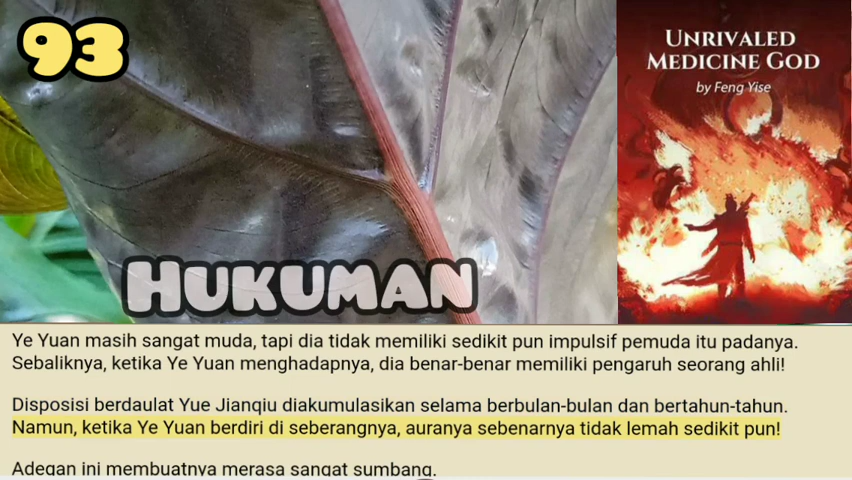 93
UNRIVALED
MEDICINE GOD
by Feng Yise
HUKUMAN
Ye Yuan masih sangat muda, tapi dia tidak memiliki sedikit pun impulsif pemuda itu padanya.
Sebaliknya, ketika Ye Yuan menghadapnya, dia benar-benar memiliki pengaruh seorang ahli!
Disposisi berdaulat Yue Jianqiu diakumulasikan selama berbulan-bulan dan bertahun-tahun.
Namun, ketika Ye Yuan berdiri di seberangnya, auranya sebenarnya tidak lemah sedikit pun!
Adegan ini membuatnya merasa sangat sumbang.